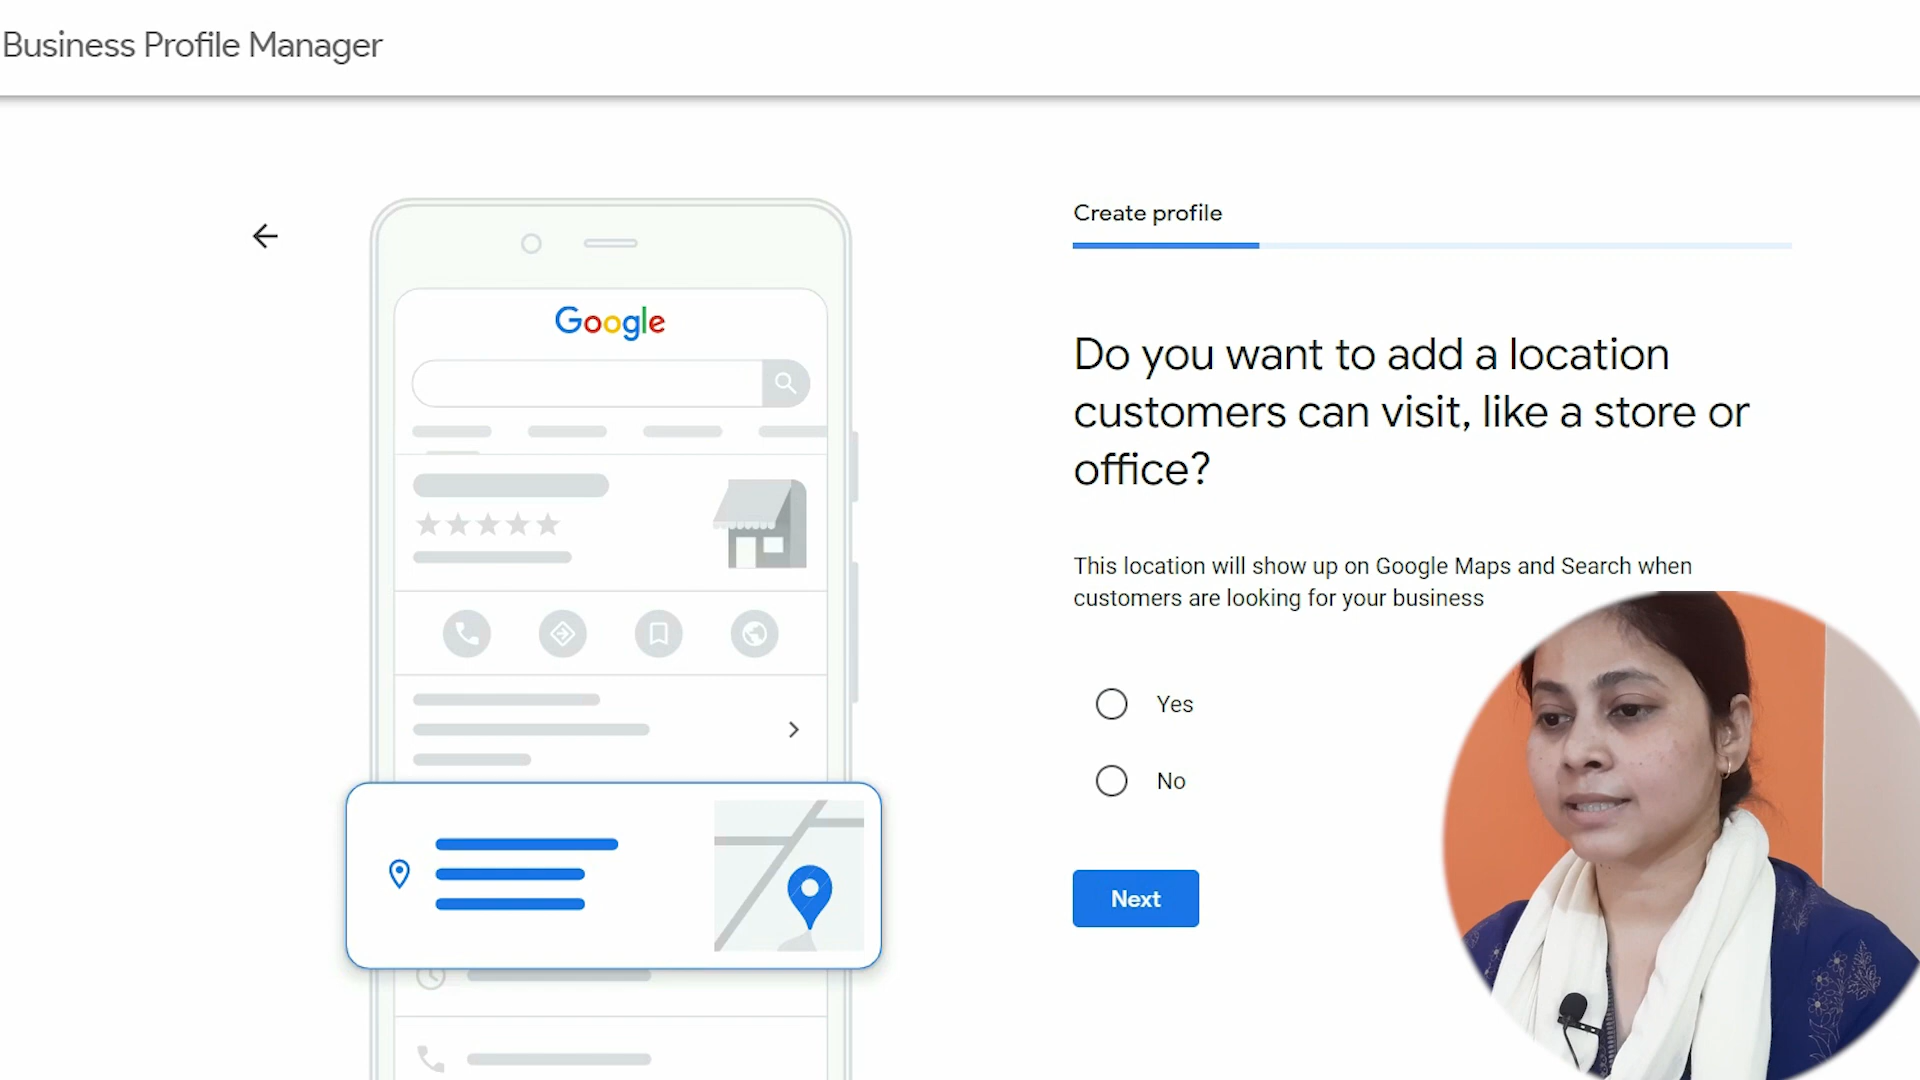 Business Profile Manager
Google
Create profile
Do you want to add a location
customers can visit, like a store or
office?
This location will show up on Google Maps and Search when
customers are looking for your business
Yes
No
Next